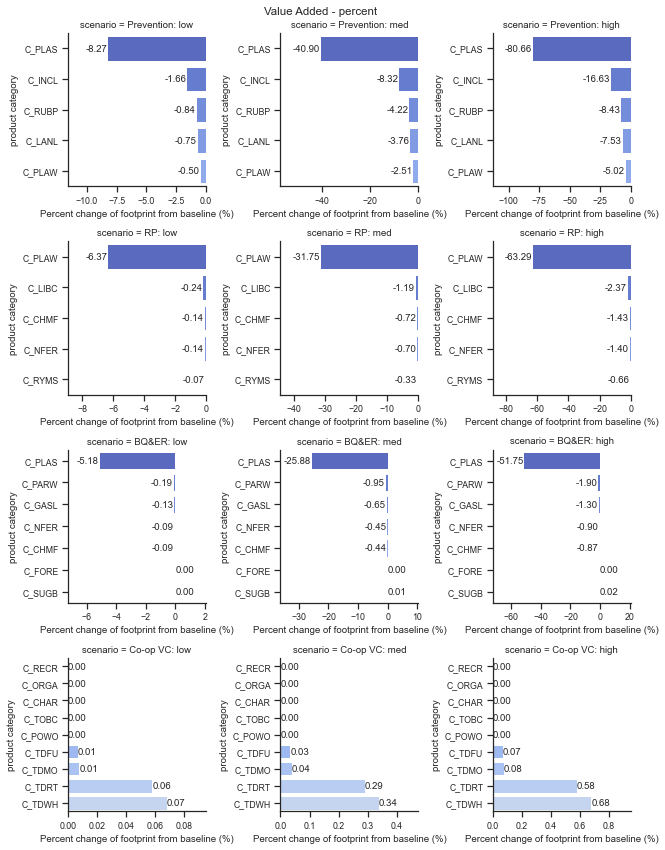 Value Added - percent
scenario = Prevention: low
product category
C_PLAS -8.27
C_INCL -1.66
C_RUBP -0.84
C_LANL -0.75
C_PLAW -0.50
−10.0 −7.5 −5.0 −2.5 0.0
Percent change of footprint from baseline (%)
scenario = Prevention: med
product category
C_PLAS -40.90
C_INCL -8.32
C_RUBP -4.22
C_LANL -3.76
C_PLAW -2.51
−40 −20 0
Percent change of footprint from baseline (%)
scenario = Prevention: high
product category
C_PLAS -80.66
C_INCL -16.63
C_RUBP -8.43
C_LANL -7.53
C_PLAW -5.02
−100 −75 −50 −25 0
Percent change of footprint from baseline (%)
scenario = RP: low
product category
C_PLAW -6.37
C_LIBC -0.24
C_CHMF -0.14
C_NFER -0.14
C_RYMS -0.07
−8 −6 −4 −2 0
Percent change of footprint from baseline (%)
scenario = RP: med
product category
C_PLAW -31.75
C_LIBC -1.19
C_CHMF -0.72
C_NFER -0.70
C_RYMS -0.33
−40 −30 −20 −10 0
Percent change of footprint from baseline (%)
scenario = RP: high
product category
C_PLAW -63.29
C_LIBC -2.37
C_CHMF -1.43
C_NFER -1.40
C_RYMS -0.66
−80 −60 −40 −20 0
Percent change of footprint from baseline (%)
scenario = BQ&ER: low
product category
C_PLAS -5.18
C_PARW -0.19
C_GASL -0.13
C_NFER -0.09
C_CHMF -0.09
C_FORE 0.00
C_SUGB 0.00
−6 −4 −2 0 2
Percent change of footprint from baseline (%)
scenario = BQ&ER: med
product category
C_PLAS -25.88
C_PARW -0.95
C_GASL -0.65
C_NFER -0.45
C_CHMF -0.44
C_FORE 0.00
C_SUGB 0.01
−30 −20 −10 0 10
Percent change of footprint from baseline (%)
scenario = BQ&ER: high
product category
C_PLAS -51.75
C_PARW -1.90
C_GASL -1.30
C_NFER -0.90
C_CHMF -0.87
C_FORE 0.00
C_SUGB 0.02
−60 −40 −20 0 20
Percent change of footprint from baseline (%)
scenario = Co-op VC: low
product category
C_RECR 0.00
C_ORGA 0.00
C_CHAR 0.00
C_TOBC 0.00
C_POWO 0.00
C_TDFU 0.01
C_TDMO 0.01
C_TDRT 0.06
C_TDWH 0.07
0.00 0.02 0.04 0.06 0.08
Percent change of footprint from baseline (%)
scenario = Co-op VC: med
product category
C_RECR 0.00
C_ORGA 0.00
C_CHAR 0.00
C_TOBC 0.00
C_POWO 0.00
C_TDFU 0.03
C_TDMO 0.04
C_TDRT 0.29
C_TDWH 0.34
0.0 0.1 0.2 0.3 0.4
Percent change of footprint from baseline (%)
scenario = Co-op VC: high
product category
C_RECR 0.00
C_ORGA 0.00
C_CHAR 0.00
C_TOBC 0.00
C_POWO 0.00
C_TDFU 0.07
C_TDMO 0.08
C_TDRT 0.58
C_TDWH 0.68
0.0 0.2 0.4 0.6 0.8
Percent change of footprint from baseline (%)